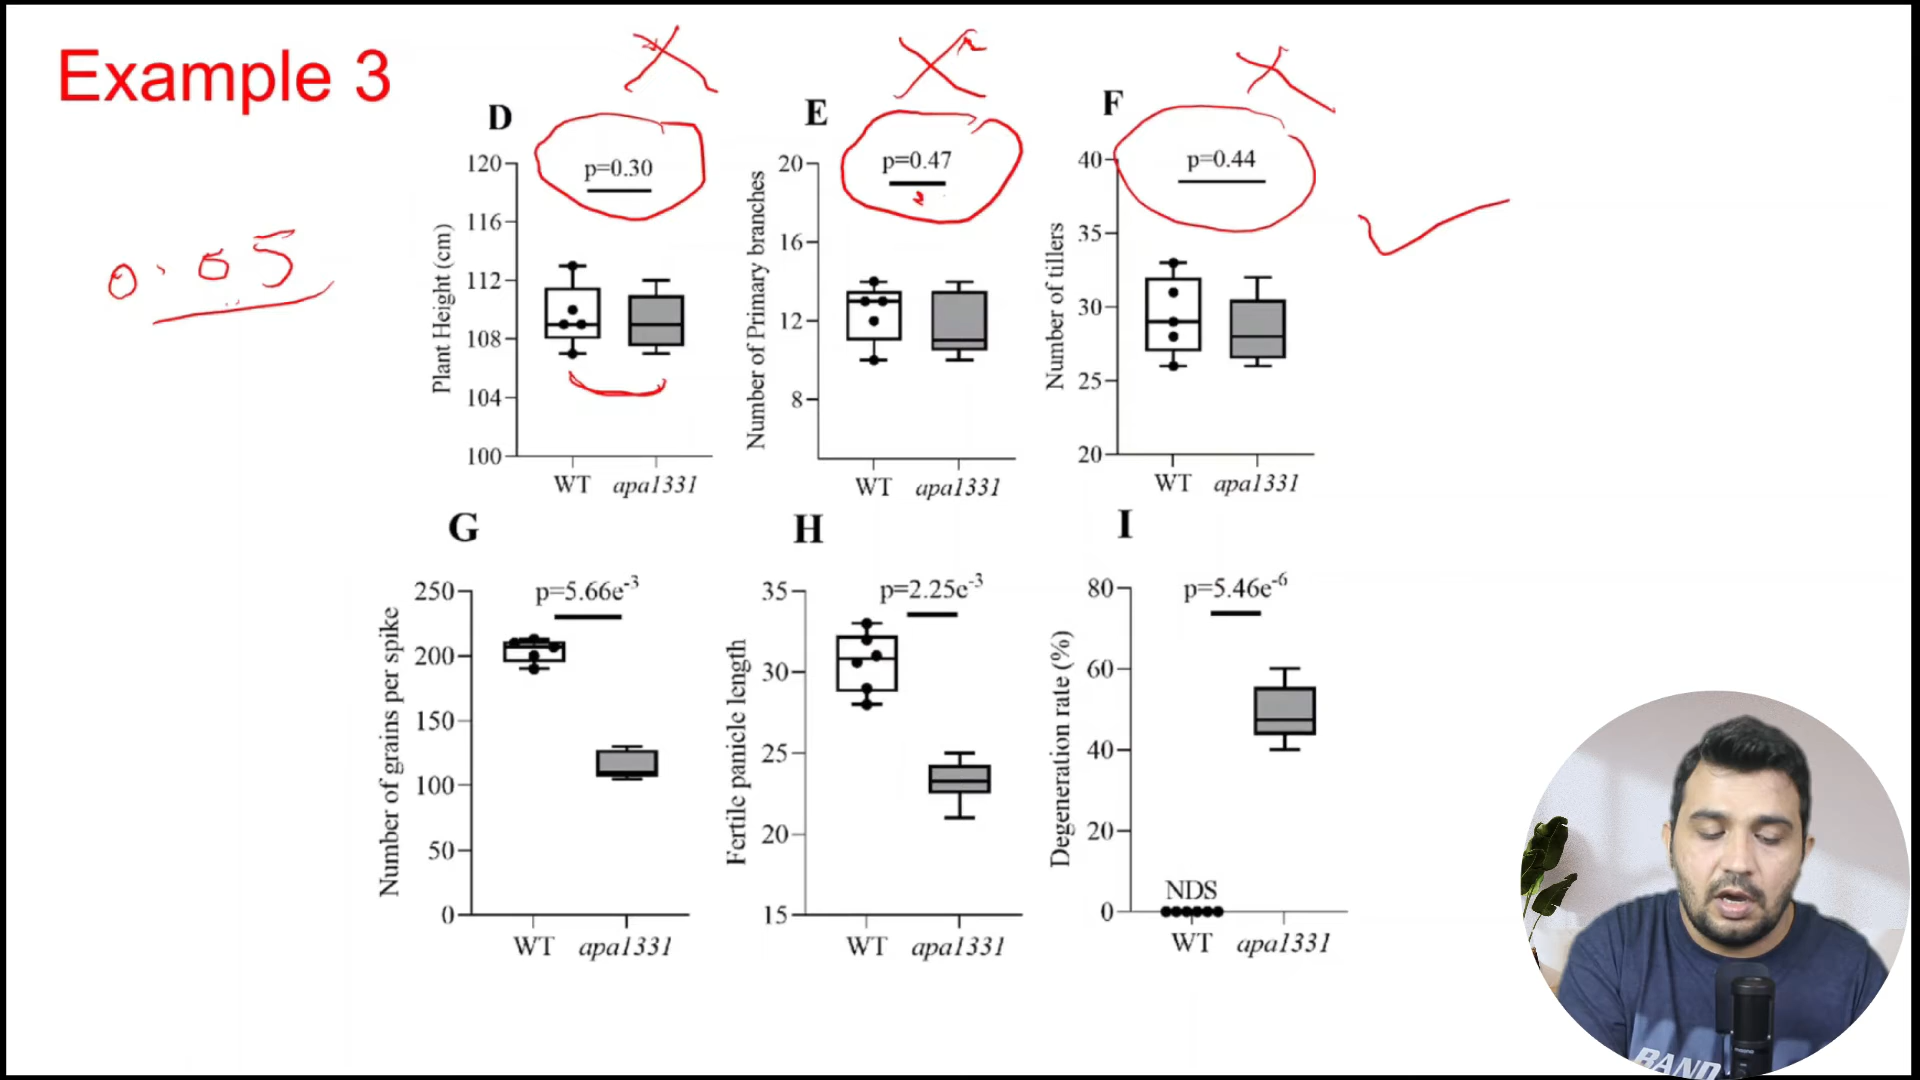 Example 3
0.05
D
p=0.30
120
116
112
108
104
100
Plant Height (cm)
WT apa1331
E
p=0.47
20
16
12
8
Number of Primary branches
WT apa1331
F
p=0.44
40
35
30
25
20
Number of tillers
WT apa1331
G
p=5.66e-3
250
200
150
100
50
0
Number of grains per spike
WT apa1331
H
p=2.25e-3
35
30
25
20
15
Fertile panicle length
WT apa1331
I
p=5.46e-6
80
60
40
20
0
Degeneration rate (%)
NDS
WT apa1331
BAND